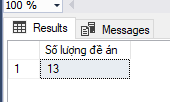 100 %
Results Messages
Số lượng đề án
1 13